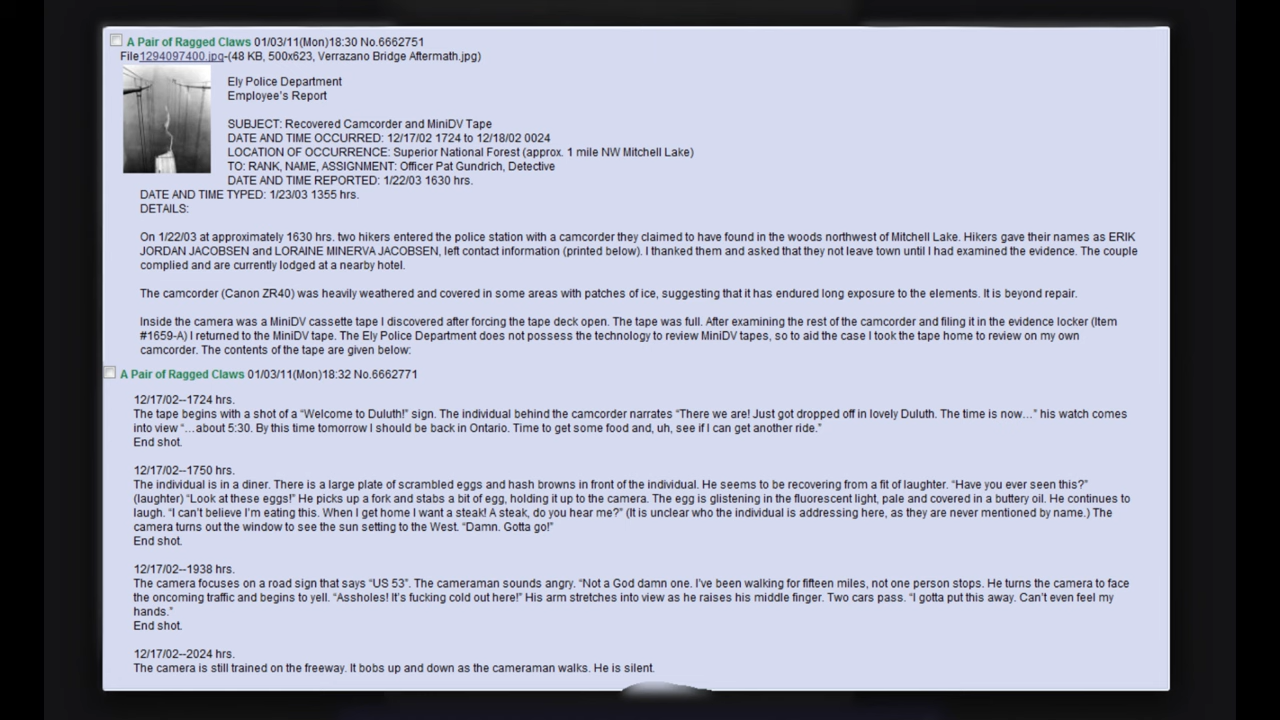 A Pair of Ragged Claws 01/03/11(Mon)18:30 No.6662751
File1294097400.jpg-(48 KB, 500x623, Verrazano Bridge Aftermath.jpg)
Ely Police Department
Employee's Report
SUBJECT: Recovered Camcorder and MiniDV Tape
DATE AND TIME OCCURRED: 12/17/02 1724 to 12/18/02 0024
LOCATION OF OCCURRENCE: Superior National Forest (approx. 1 mile NW Mitchell Lake)
TO: RANK, NAME, ASSIGNMENT: Officer Pat Gundrich, Detective
DATE AND TIME REPORTED: 1/22/03 1630 hrs.
DATE AND TIME TYPED: 1/23/03 1355 hrs.
DETAILS:
On 1/22/03 at approximately 1630 hrs. two hikers entered the police station with a camcorder they claimed to have found in the woods northwest of Mitchell Lake. Hikers gave their names as ERIK
JORDAN JACOBSEN and LORAINE MINERVA JACOBSEN, left contact information (printed below). I thanked them and asked that they not leave town until I had examined the evidence. The couple
complied and are currently lodged at a nearby hotel.
The camcorder (Canon ZR40) was heavily weathered and covered in some areas with patches of ice, suggesting that it has endured long exposure to the elements. It is beyond repair.
Inside the camera was a MiniDV cassette tape I discovered after forcing the tape deck open. The tape was full. After examining the rest of the camcorder and filing it in the evidence locker (Item
#1659-A) I returned to the MiniDV tape. The Ely Police Department does not possess the technology to review MiniDV tapes, so to aid the case I took the tape home to review on my own
camcorder. The contents of the tape are given below:
A Pair of Ragged Claws 01/03/11(Mon)18:32 No.6662771
12/17/02--1724 hrs.
The tape begins with a shot of a “Welcome to Duluth!” sign. The individual behind the camcorder narrates “There we are! Just got dropped off in lovely Duluth. The time is now…” his watch comes
into view “…about 5:30. By this time tomorrow I should be back in Ontario. Time to get some food and, uh, see if I can get another ride.”
End shot.
12/17/02--1750 hrs.
The individual is in a diner. There is a large plate of scrambled eggs and hash browns in front of the individual. He seems to be recovering from a fit of laughter. “Have you ever seen this?”
(laughter) “Look at these eggs!” He picks up a fork and stabs a bit of egg, holding it up to the camera. The egg is glistening in the fluorescent light, pale and covered in a buttery oil. He continues to
laugh. “I can’t believe I’m eating this. When I get home I want a steak! A steak, do you hear me?” (It is unclear who the individual is addressing here, as they are never mentioned by name.) The
camera turns out the window to see the sun setting to the West. “Damn. Gotta go!”
End shot.
12/17/02--1938 hrs.
The camera focuses on a road sign that says “US 53”. The cameraman sounds angry. “Not a God damn one. I’ve been walking for fifteen miles, not one person stops. He turns the camera to face
the oncoming traffic and begins to yell. “Assholes! It’s fucking cold out here!” His arm stretches into view as he raises his middle finger. Two cars pass. “I gotta put this away. Can’t even feel my
hands.”
End shot.
12/17/02--2024 hrs.
The camera is still trained on the freeway. It bobs up and down as the cameraman walks. He is silent.